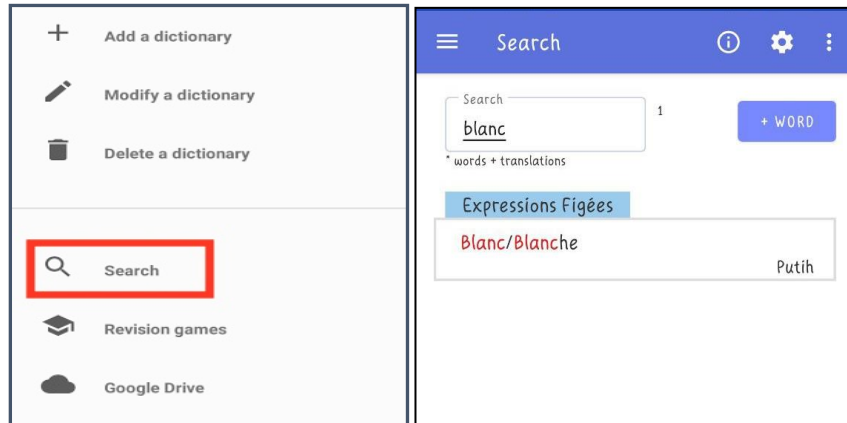 Add a dictionary
Modify a dictionary
Delete a dictionary
Search
Revision games
Google Drive
Search
Search
blanc
1
+ WORD
* words + translations
Expressions Figées
Blanc/Blanche
Putih